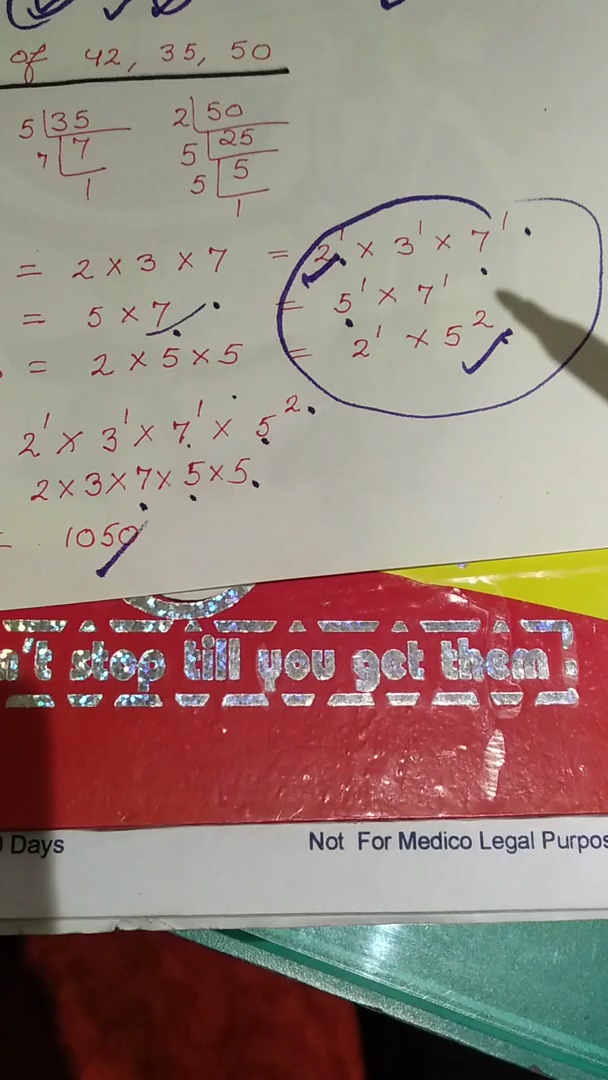 of 42, 35, 50
5 35
7 7
1
2 50
5 25
5 5
1
= 2 × 3 × 7 = 2¹ × 3¹ × 7¹
= 5 × 7 = 5¹ × 7¹
= 2 × 5 × 5 = 2¹ × 5²
2¹ × 3¹ × 7¹ × 5²
2 × 3 × 7 × 5 × 5
= 1050
n't stop till you get them!
Days
Not For Medico Legal Purpos